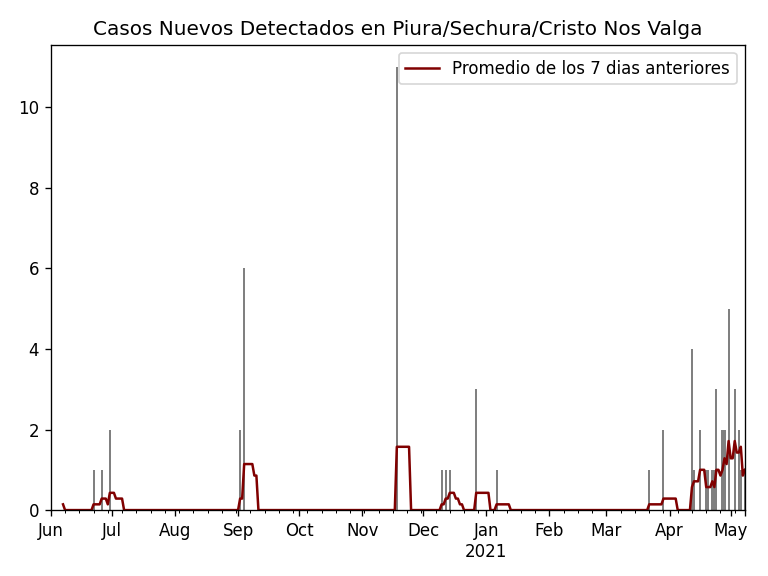 Casos Nuevos Detectados en Piura/Sechura/Cristo Nos Valga
Promedio de los 7 dias anteriores
10
8
6
4
2
0
Jun Jul Aug Sep Oct Nov Dec Jan Feb Mar Apr May
2021